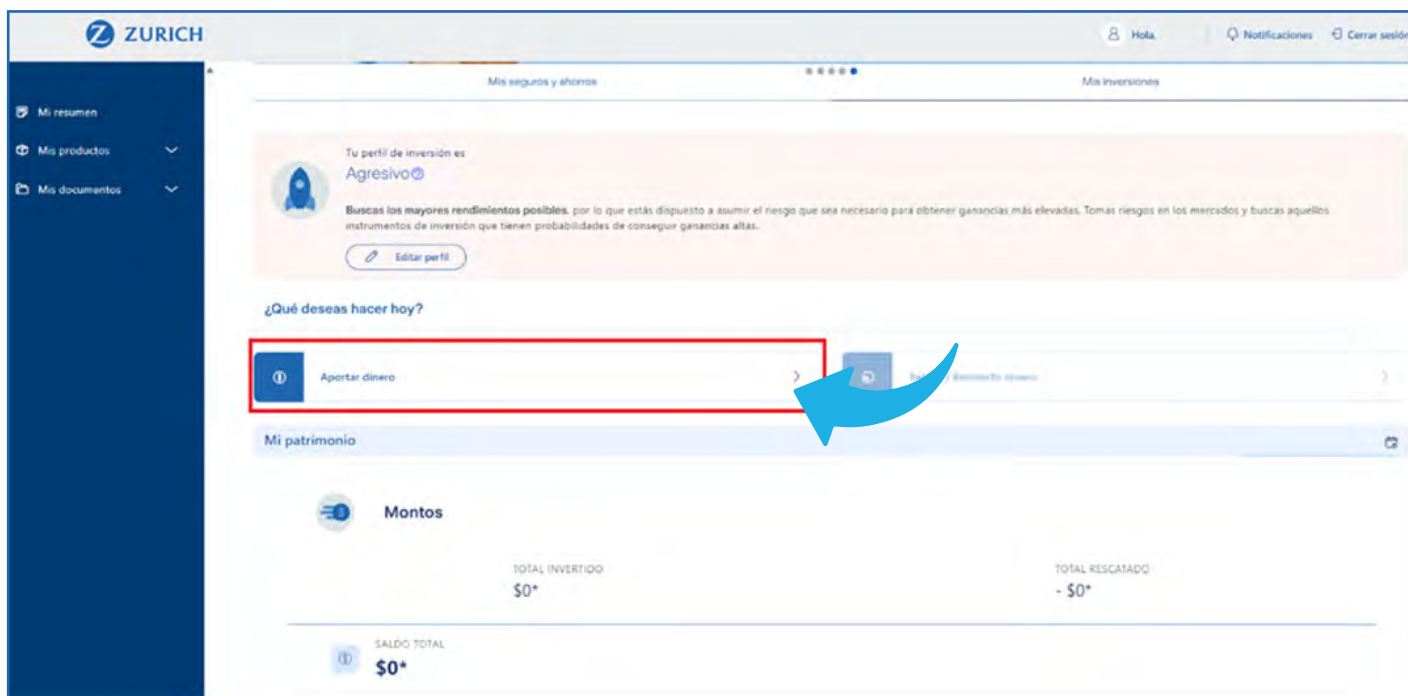 ZURICH
Hola.
Notificaciones
Cerrar sesión
Mi resumen
Mis productos
Mis documentos
Mis seguros y ahorros
Mis inversiones
Tu perfil de inversión es
Agresivo
Buscas los mayores rendimientos posibles, por lo que estás dispuesto a asumir el riesgo que sea necesario para obtener ganancias más elevadas. Tomas riesgos en los mercados y buscas aquellos
instrumentos de inversión que tienen probabilidades de conseguir ganancias altas.
Editar perfil
¿Qué deseas hacer hoy?
Aportar dinero
Mi patrimonio
Montos
TOTAL INVERTIDO
$0*
TOTAL RESCATADO
- $0*
SALDO TOTAL
$0*